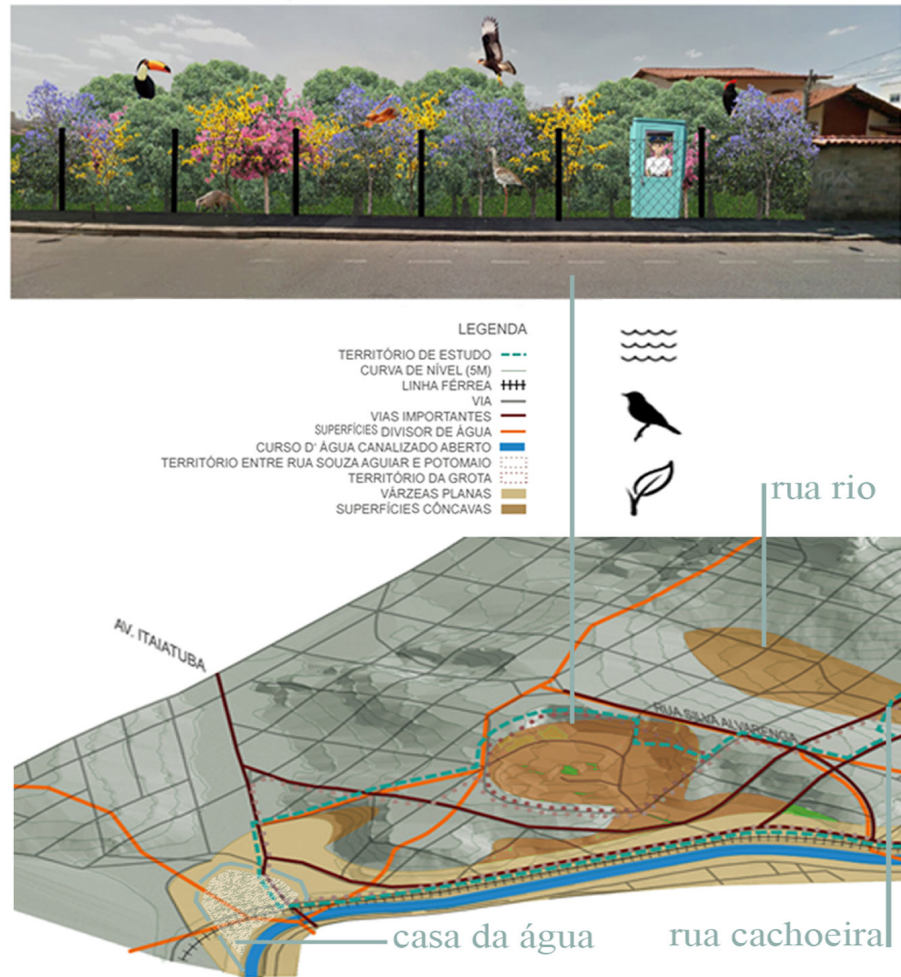 LEGENDA
TERRITÓRIO DE ESTUDO
CURVA DE NÍVEL (5M)
LINHA FÉRREA
VIA
VIAS IMPORTANTES
SUPERFÍCIES DIVISOR DE ÁGUA
CURSO D' ÁGUA CANALIZADO ABERTO
TERRITÓRIO ENTRE RUA SOUZA AGUIAR E POTOMAIO
TERRITÓRIO DA GROTA
VÁRZEAS PLANAS
SUPERFÍCIES CÔNCAVAS
rua rio
AV. ITAIATUBA
RUA SILVA ALVARENGA
casa da água
rua cachoeira